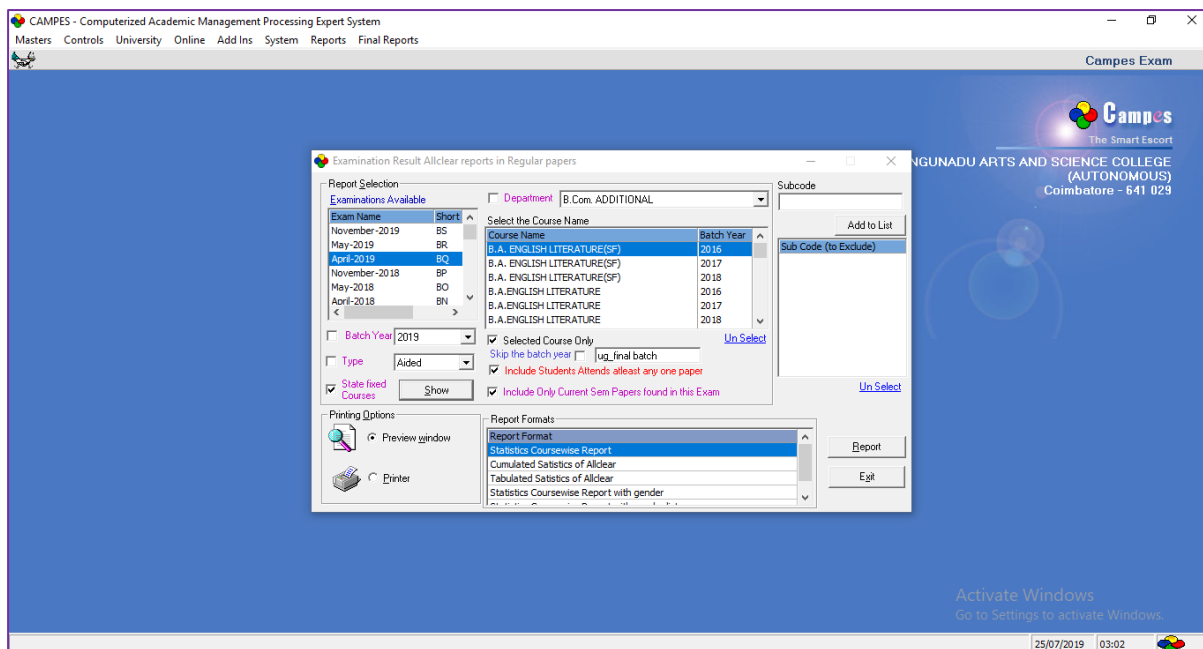 CAMPES - Computerized Academic Management Processing Expert System
Masters Controls University Online Add Ins System Reports Final Reports
Campes Exam
Campes
The Smart Escort
NGUNADU ARTS AND SCIENCE COLLEGE
(AUTONOMOUS)
Coimbatore - 641 029
Examination Result Allclear reports in Regular papers
Report Selection
Examinations Available
Exam Name Short
November-2019 BS
May-2019 BR
April-2019 BQ
November-2018 BP
May-2018 BO
April-2018 BN
Batch Year 2019
Type Aided
State fixed
Courses
Show
Department B.Com. ADDITIONAL
Select the Course Name
Course Name Batch Year
B.A. ENGLISH LITERATURE(SF) 2016
B.A. ENGLISH LITERATURE(SF) 2017
B.A. ENGLISH LITERATURE(SF) 2018
B.A.ENGLISH LITERATURE 2016
B.A.ENGLISH LITERATURE 2017
B.A.ENGLISH LITERATURE 2018
Selected Course Only Un Select
Skip the batch year ug_final batch
Include Students Attends atleast any one paper
Include Only Current Sem Papers found in this Exam
Subcode
Add to List
Sub Code (to Exclude)
Un Select
Printing Options
Preview window
Printer
Report Formats
Report Format
Statistics Coursewise Report
Cumulated Satistics of Allclear
Tabulated Satistics of Allclear
Statistics Coursewise Report with gender
Report
Exit
Activate Windows
Go to Settings to activate Windows.
25/07/2019 03:02